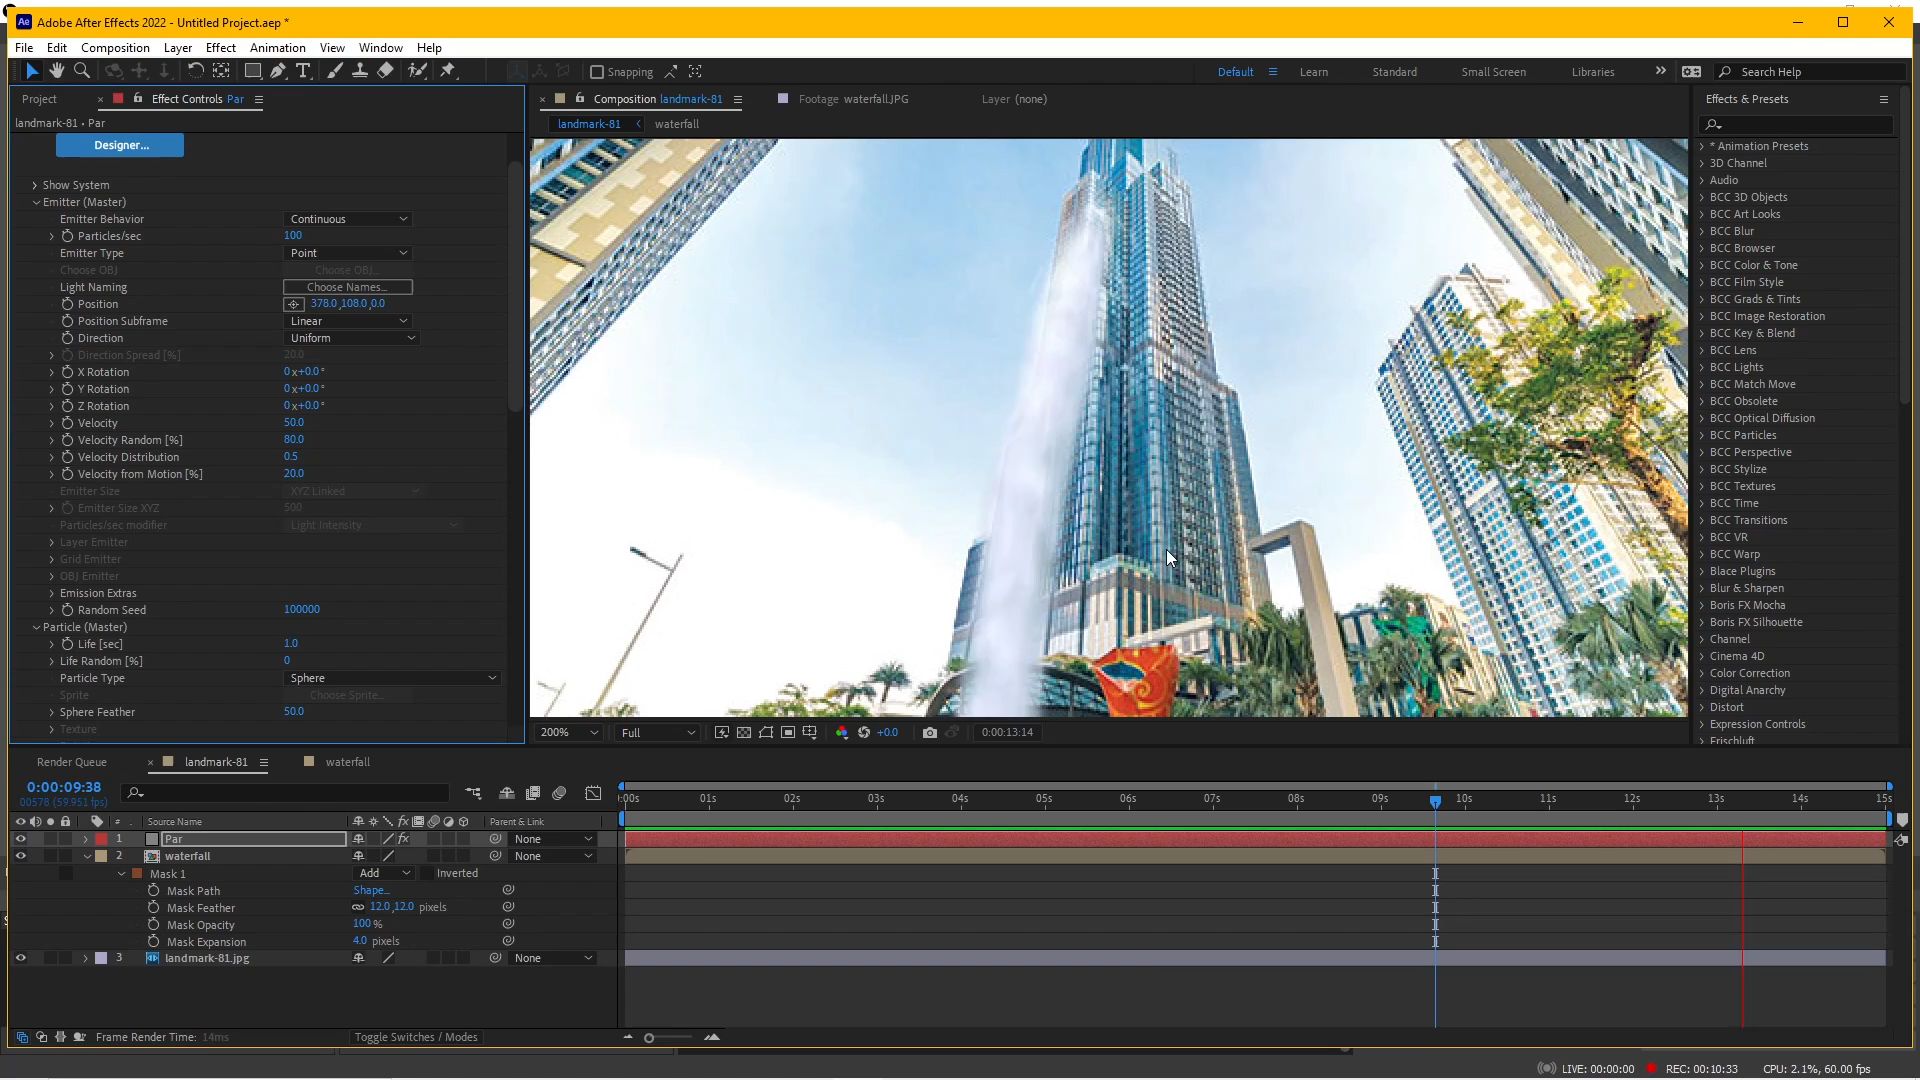 Adobe After Effects 2022 - Untitled Project.aep *
File Edit Composition Layer Effect Animation View Window Help
Snapping
Default Learn Standard Small Screen Libraries Search Help
Project Effect Controls Par
Composition landmark-81 Footage waterfall.JPG Layer (none)
Effects & Presets
landmark-81 • Par
landmark-81 waterfall
Designer...
Show System
Emitter (Master)
Emitter Behavior Continuous
Particles/sec 100
Emitter Type Point
Choose OBJ Choose OBJ...
Light Naming Choose Names...
Position 378.0,108.0,0.0
Position Subframe Linear
Direction Uniform
Direction Spread [%] 20.0
X Rotation 0x+0.0°
Y Rotation 0x+0.0°
Z Rotation 0x+0.0°
Velocity 50.0
Velocity Random [%] 80.0
Velocity Distribution 0.5
Velocity from Motion [%] 20.0
Emitter Size XYZ Linked
Emitter Size XYZ 500
Particles/sec modifier Light Intensity
Layer Emitter
Grid Emitter
OBJ Emitter
Emission Extras
Random Seed 100000
Particle (Master)
Life [sec] 1.0
Life Random [%] 0
Particle Type Sphere
Sprite Choose Sprite...
Sphere Feather 50.0
Texture
200% Full +0.0 0:00:13:14
* Animation Presets
3D Channel
Audio
BCC 3D Objects
BCC Art Looks
BCC Blur
BCC Browser
BCC Color & Tone
BCC Film Style
BCC Grads & Tints
BCC Image Restoration
BCC Key & Blend
BCC Lens
BCC Lights
BCC Match Move
BCC Obsolete
BCC Optical Diffusion
BCC Particles
BCC Perspective
BCC Stylize
BCC Textures
BCC Time
BCC Transitions
BCC VR
BCC Warp
Blace Plugins
Blur & Sharpen
Boris FX Mocha
Boris FX Silhouette
Channel
Cinema 4D
Color Correction
Digital Anarchy
Distort
Expression Controls
Frischluft
Render Queue landmark-81 waterfall
0:00:09:38
00578 (59.951 fps)
:00s 01s 02s 03s 04s 05s 06s 07s 08s 09s 10s 11s 12s 13s 14s 15s
# . Source Name fx Parent & Link
1 Par fx None
2 waterfall None
Mask 1 Add Inverted
Mask Path Shape...
Mask Feather 12.0,12.0 pixels
Mask Opacity 100 %
Mask Expansion 4.0 pixels
3 landmark-81.jpg None
Frame Render Time: 14ms Toggle Switches / Modes
LIVE: 00:00:00 REC: 00:10:33 CPU: 2.1%, 60.00 fps